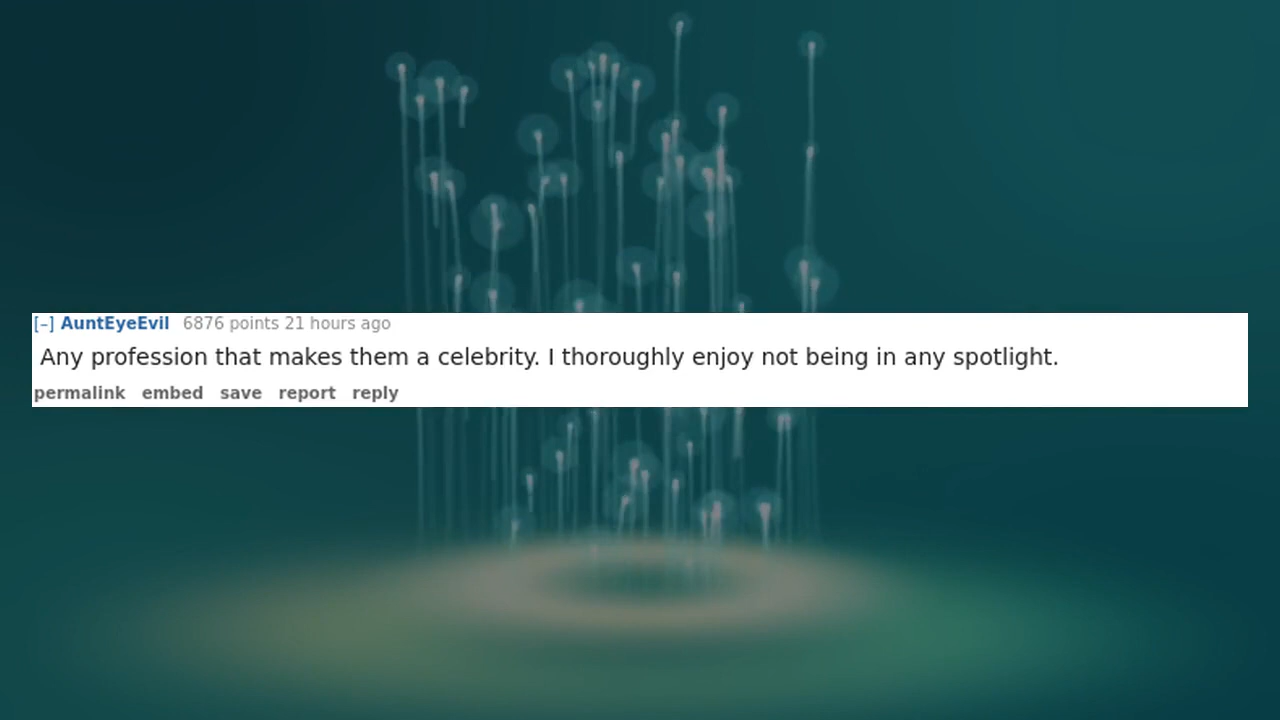 [–] AuntEyeEvil 6876 points 21 hours ago
Any profession that makes them a celebrity. I thoroughly enjoy not being in any spotlight.
permalink embed save report reply